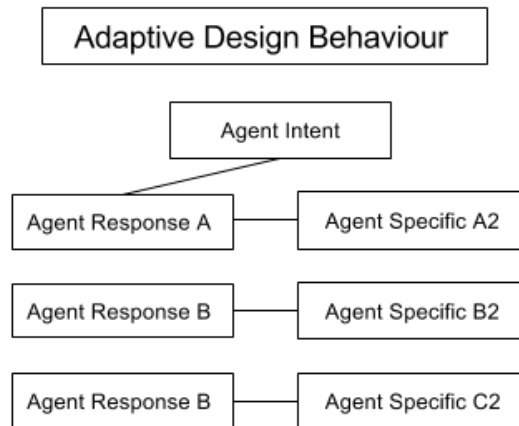 Adaptive Design Behaviour
Agent Intent
Agent Response A
Agent Specific A2
Agent Response B
Agent Specific B2
Agent Response B
Agent Specific C2